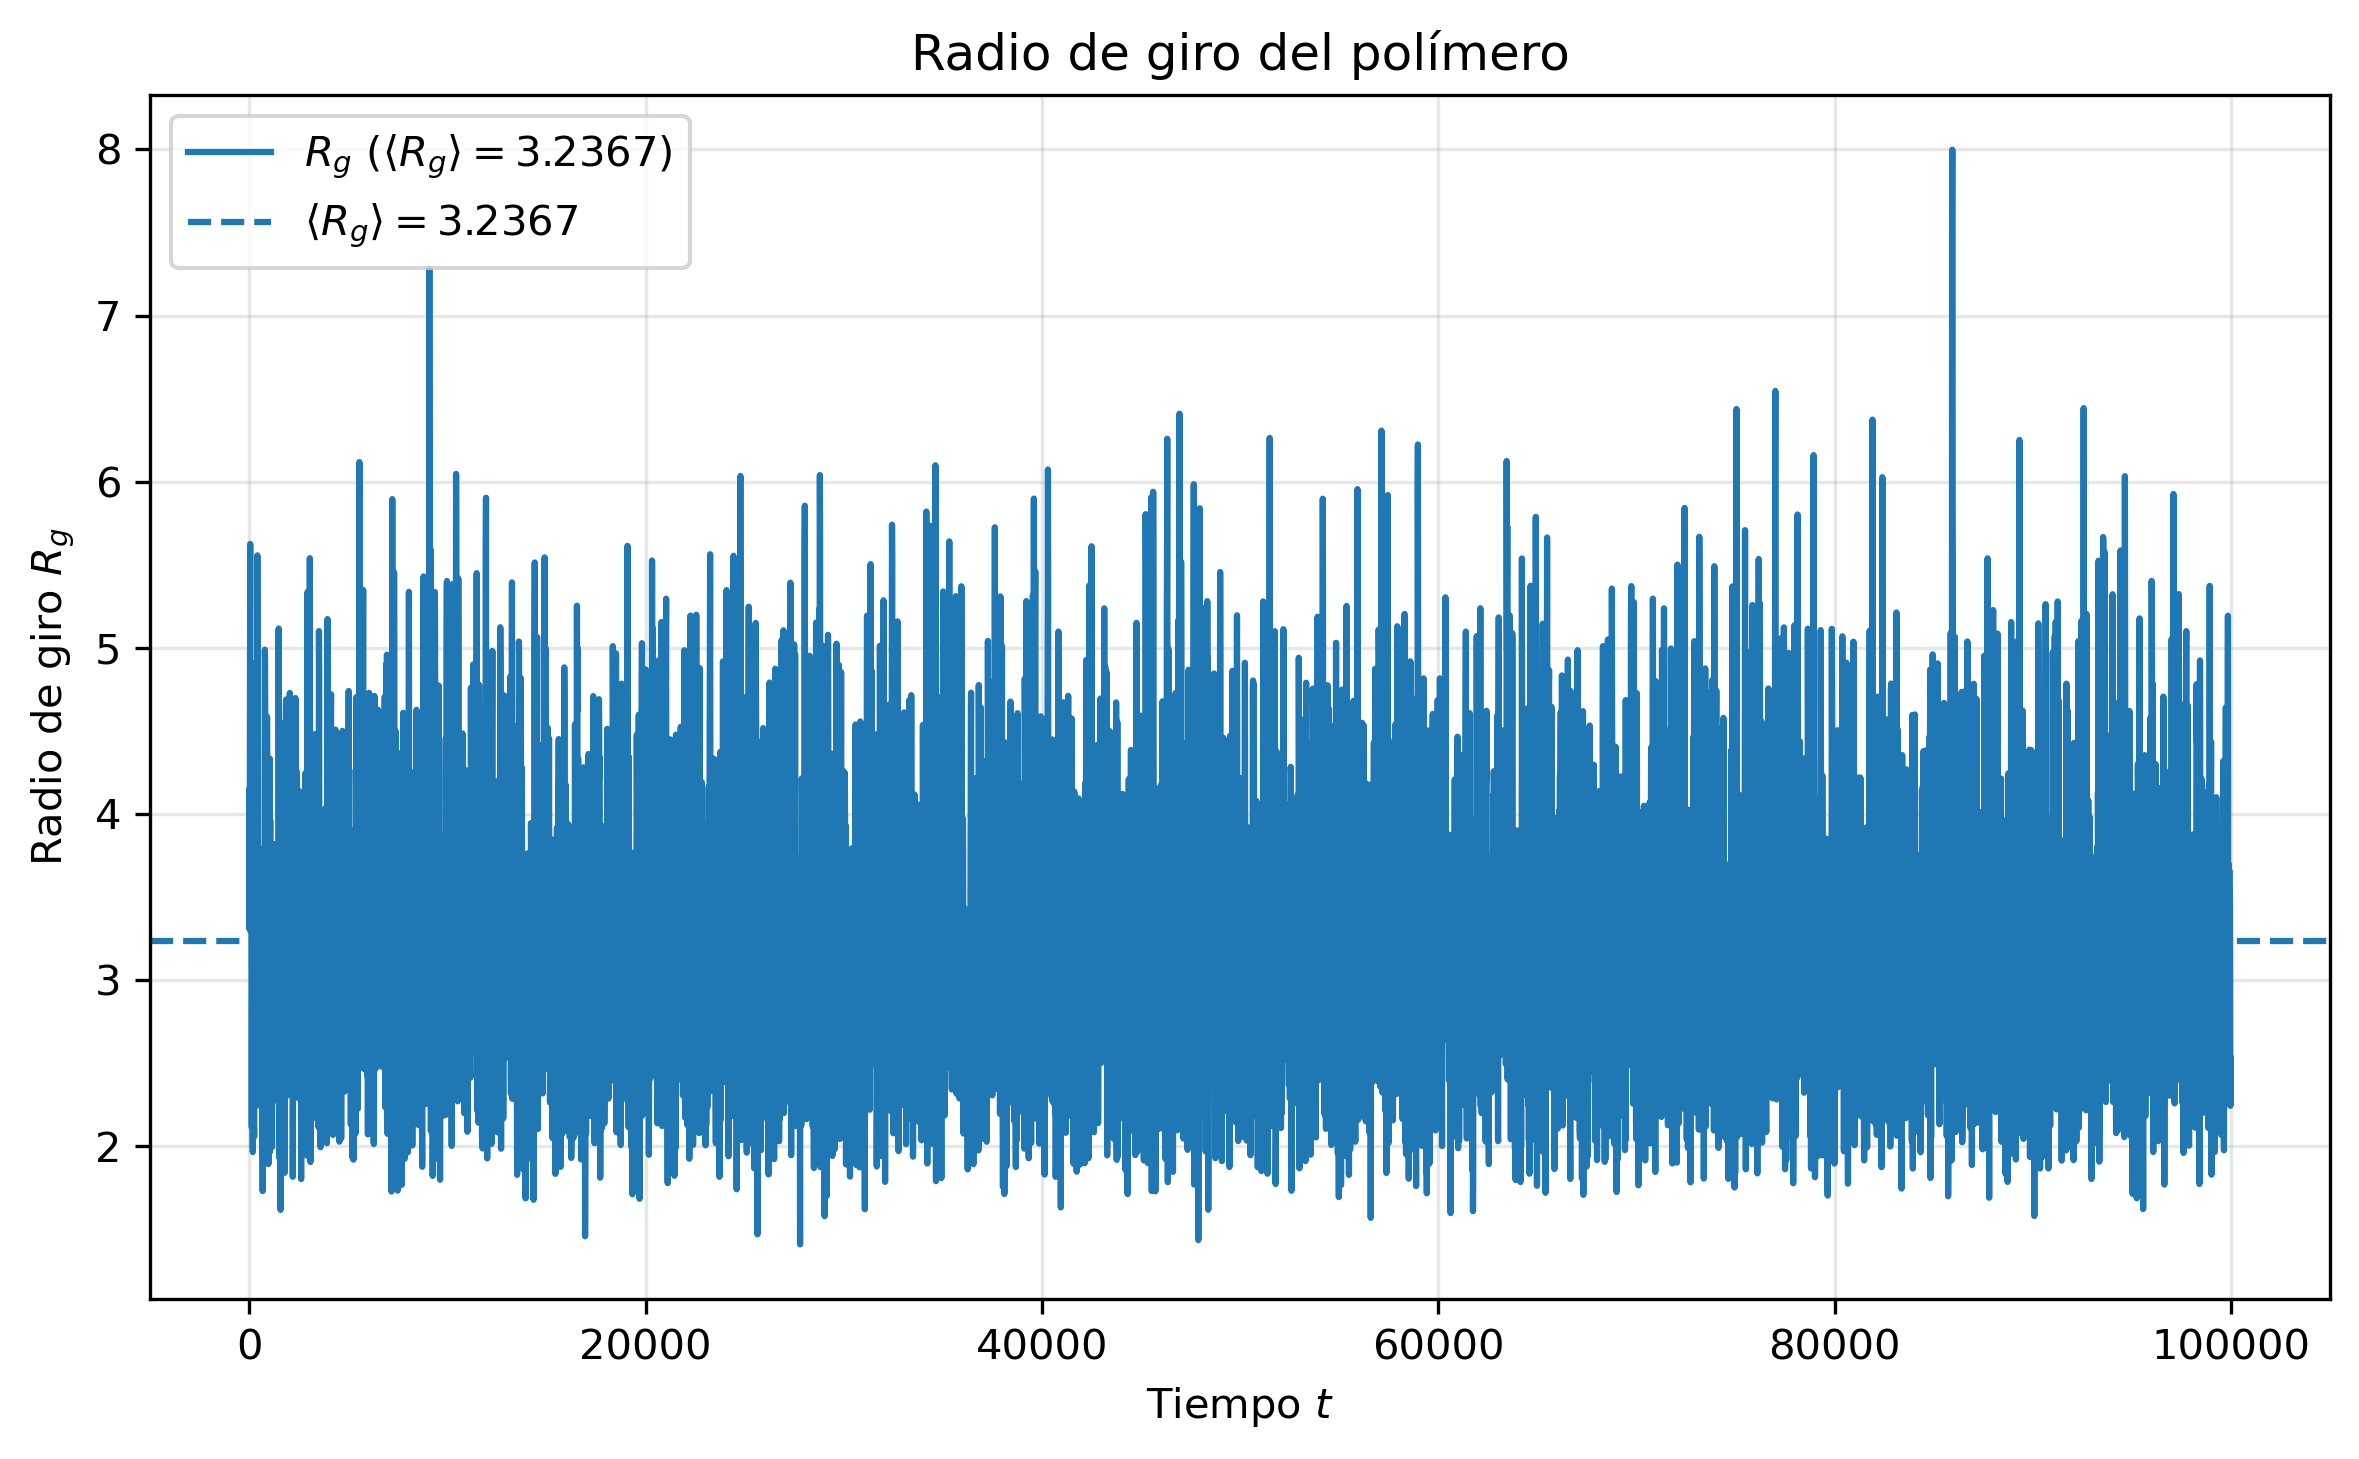 Radio de giro del polímero
R_g (⟨R_g⟩ = 3.2367)
⟨R_g⟩ = 3.2367
8
7
6
5
4
3
2
Radio de giro R_g
0 20000 40000 60000 80000 100000
Tiempo t